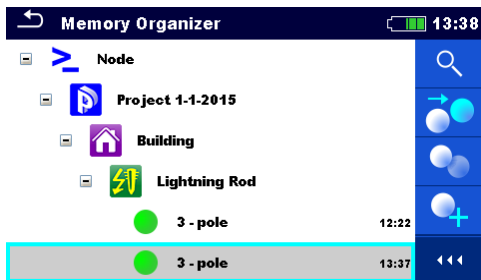 Memory Organizer 13:38
Node
Project 1-1-2015
Building
Lightning Rod
3 - pole 12:22
3 - pole 13:37